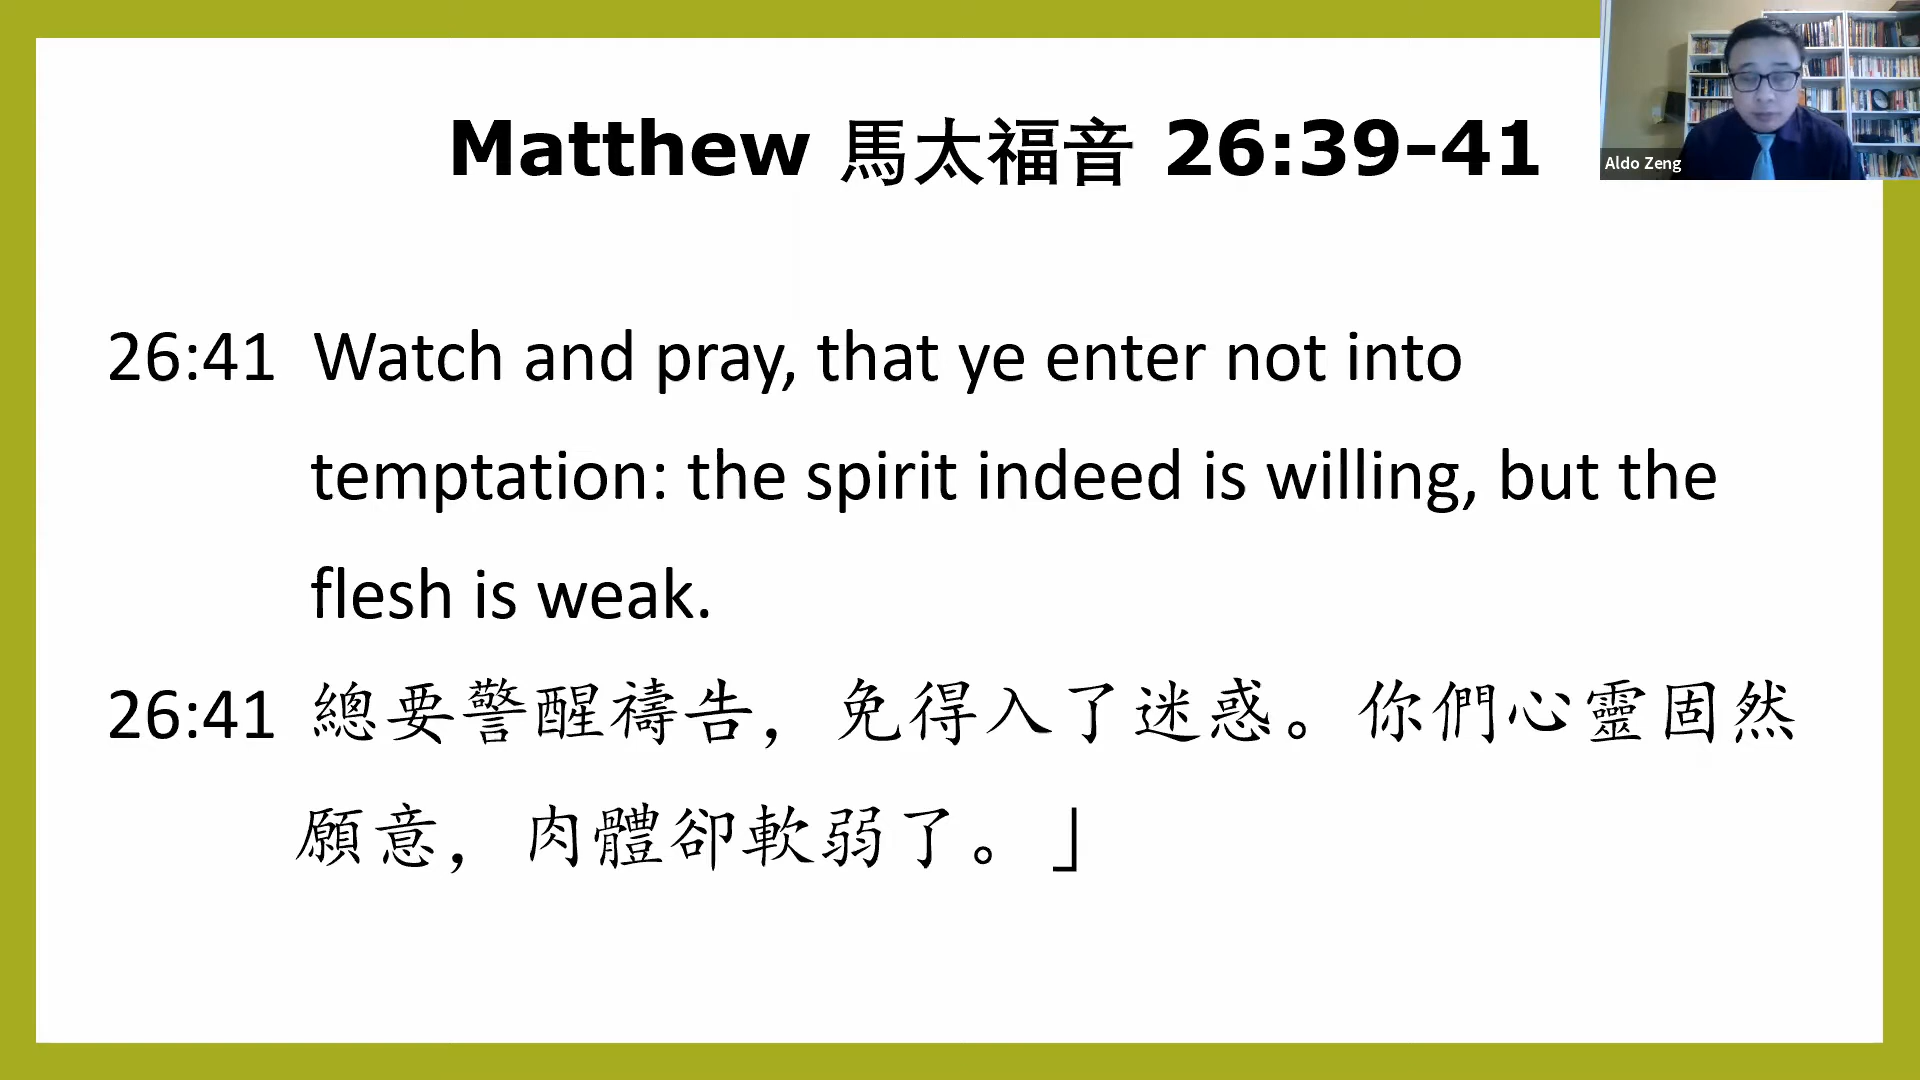 Matthew 馬太福音 26:39-41
Aldo Zeng
26:41 Watch and pray, that ye enter not into
temptation: the spirit indeed is willing, but the
flesh is weak.
26:41 總要警醒禱告，免得入了迷惑。你們心靈固然
願意，肉體卻軟弱了。」